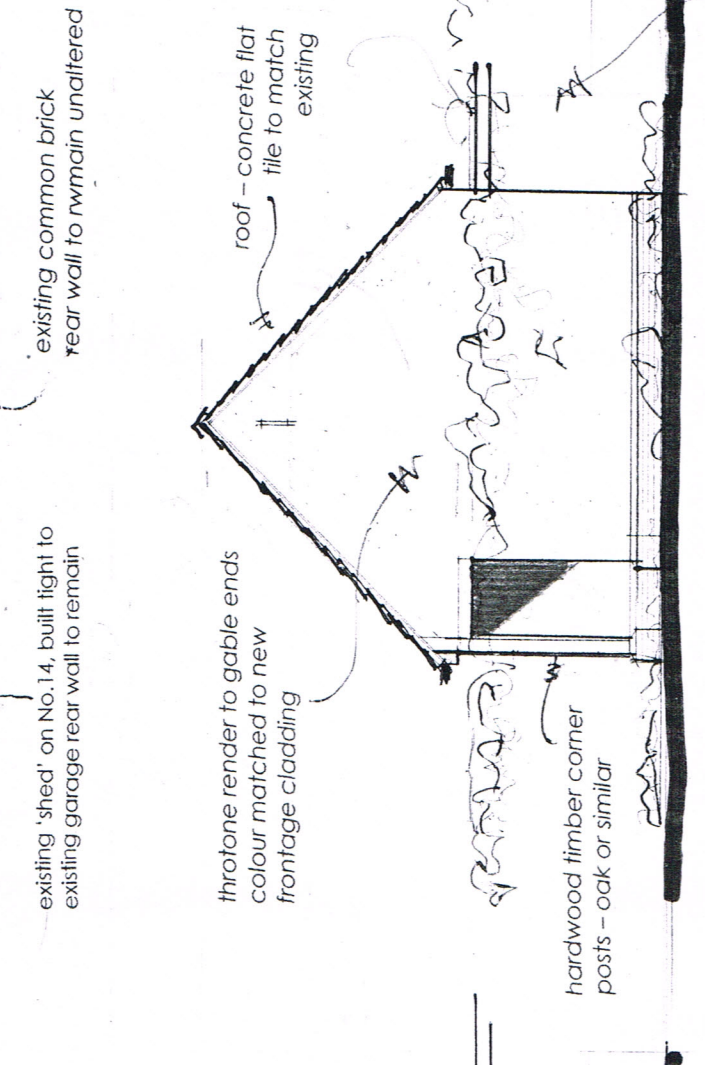 existing 'shed' on No.14, built tight to
existing garage rear wall to remain
existing common brick
rear wall to rwmain unaltered
throtone render to gable ends
colour matched to new
frontage cladding
roof – concrete flat
tile to match
existing
hardwood timber corner
posts – oak or similar